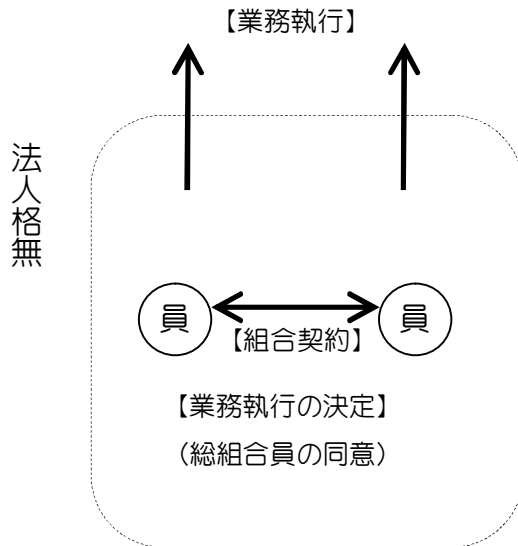 【業務執行】
法人格無
員
員
【組合契約】
【業務執行の決定】
（総組合員の同意）